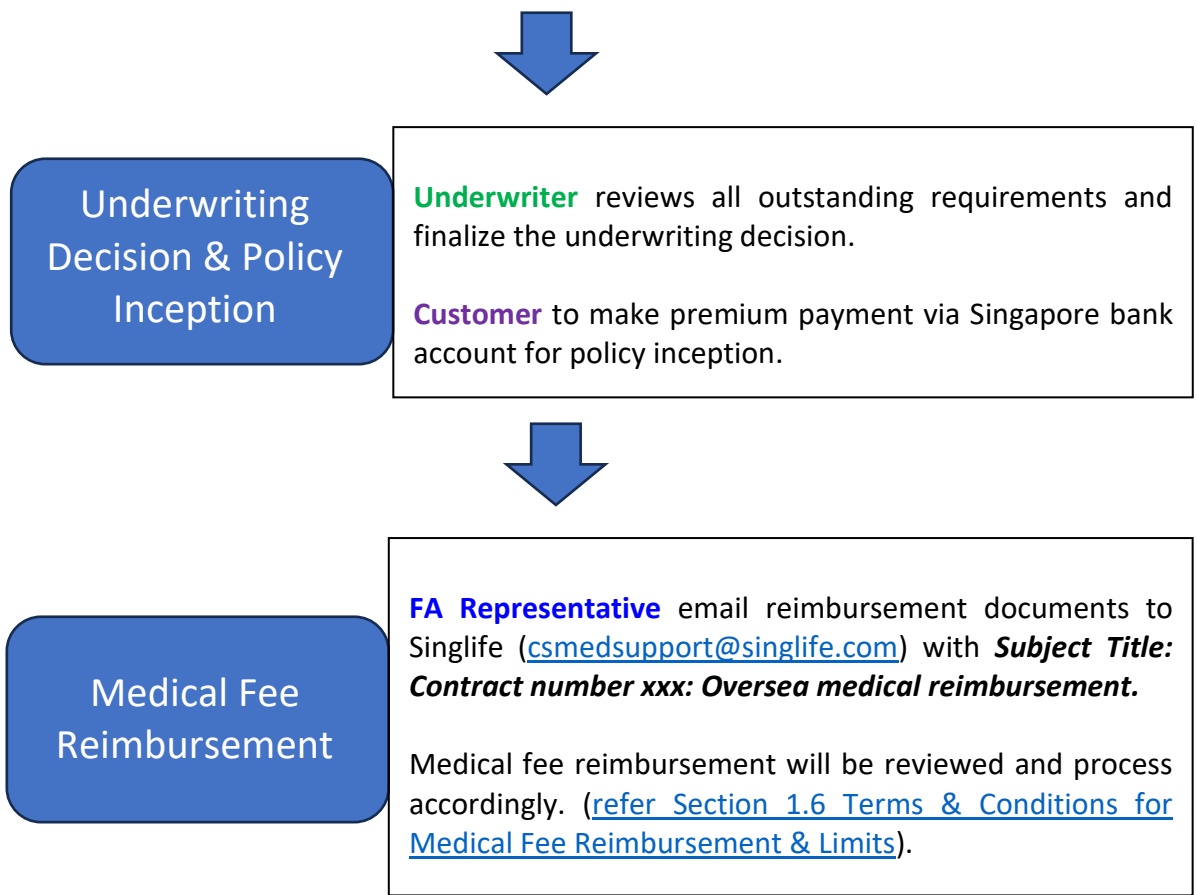 Underwriting
Decision & Policy
Inception
Underwriter reviews all outstanding requirements and
finalize the underwriting decision.
Customer to make premium payment via Singapore bank
account for policy inception.
Medical Fee
Reimbursement
FA Representative email reimbursement documents to
Singlife (csmedsupport@singlife.com) with Subject Title:
Contract number xxx: Oversea medical reimbursement.
Medical fee reimbursement will be reviewed and process
accordingly. (refer Section 1.6 Terms & Conditions for
Medical Fee Reimbursement & Limits).